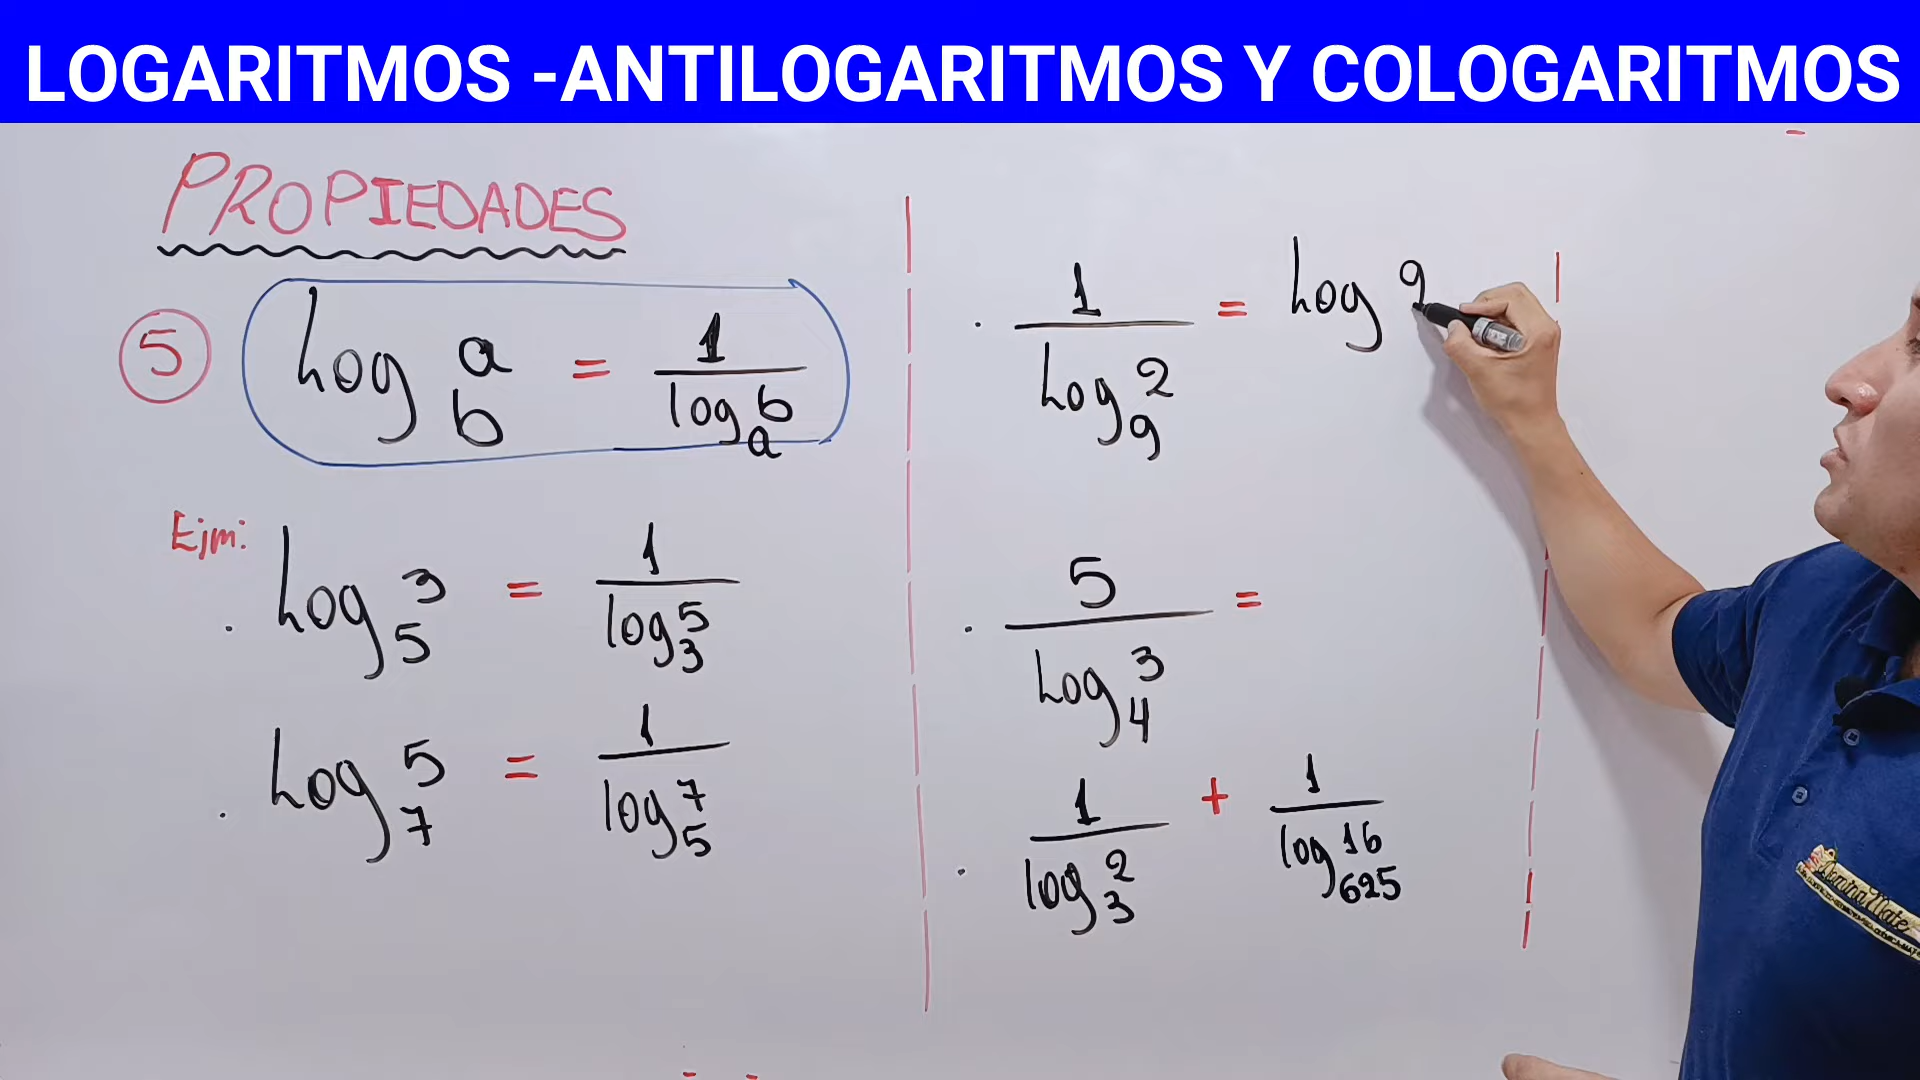 LOGARITMOS -ANTILOGARITMOS Y COLOGARITMOS
PROPIEDADES
5
log_b a = 1/log_a b
Ejm:
. log_5 3 = 1/log_3 5
. log_7 5 = 1/log_5 7
. 1/log_9 2 = log 9
. 5/log_4 3 =
. 1/log_3 2 + 1/log_625 16